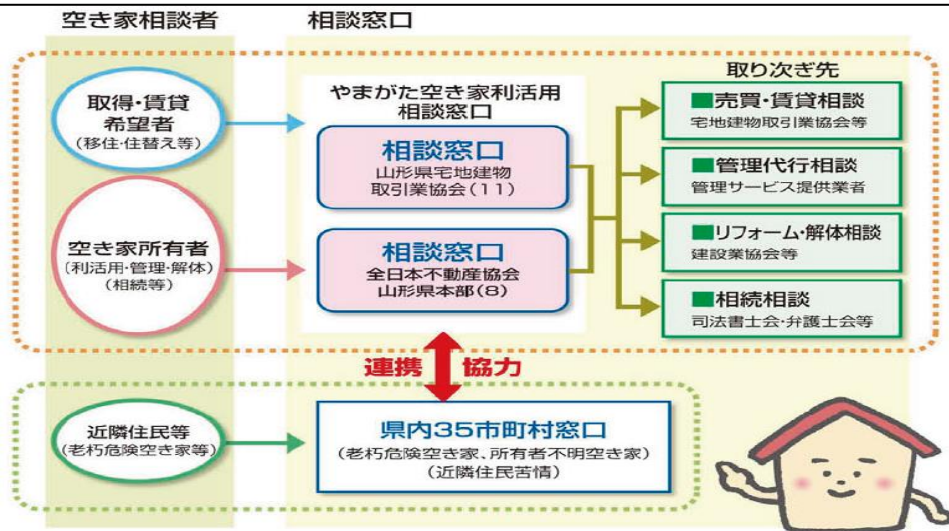 空き家相談者
相談窓口
取得・賃貸
希望者
(移住・住替え等)
空き家所有者
(利活用・管理・解体)
(相続等)
やまがた空き家利活用
相談窓口
相談窓口
山形県宅地建物
取引業協会(11)
相談窓口
全日本不動産協会
山形県本部(8)
取り次ぎ先
■売買・賃貸相談
宅地建物取引業協会等
■管理代行相談
管理サービス提供業者
■リフォーム・解体相談
建設業協会等
■相続相談
司法書士会・弁護士会等
連携 協力
近隣住民等
(老朽危険空き家等)
県内35市町村窓口
(老朽危険空き家、所有者不明空き家)
(近隣住民苦情)